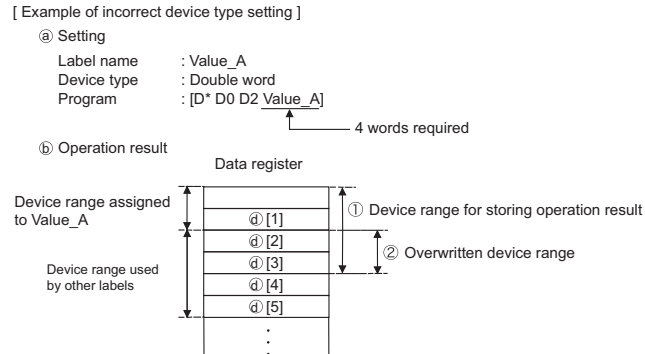 [ Example of incorrect device type setting ]
ⓐ Setting
Label name : Value_A
Device type : Double word
Program : [D* D0 D2 Value_A]
4 words required
ⓑ Operation result
Data register
Device range assigned
to Value_A
ⓓ [1]
ⓓ [2]
ⓓ [3]
ⓓ [4]
ⓓ [5]
① Device range for storing operation result
② Overwritten device range
Device range used
by other labels